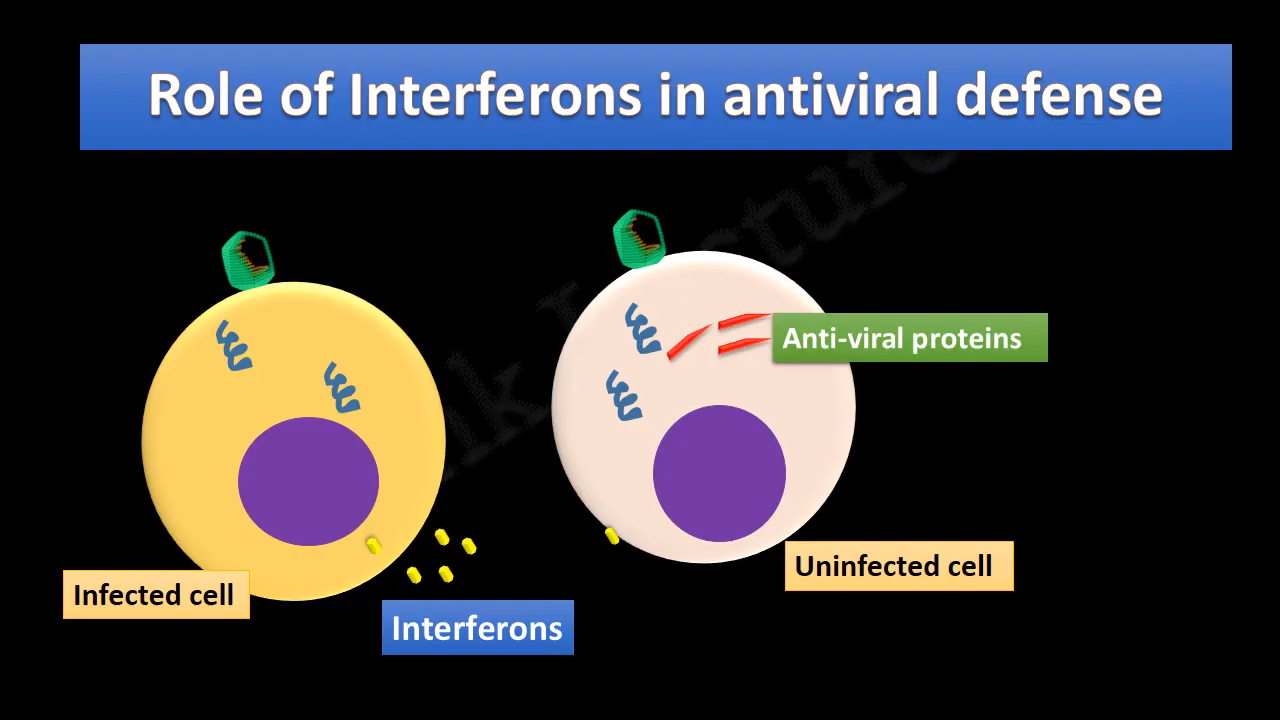 Role of Interferons in antiviral defense
Anti-viral proteins
Uninfected cell
Infected cell
Interferons